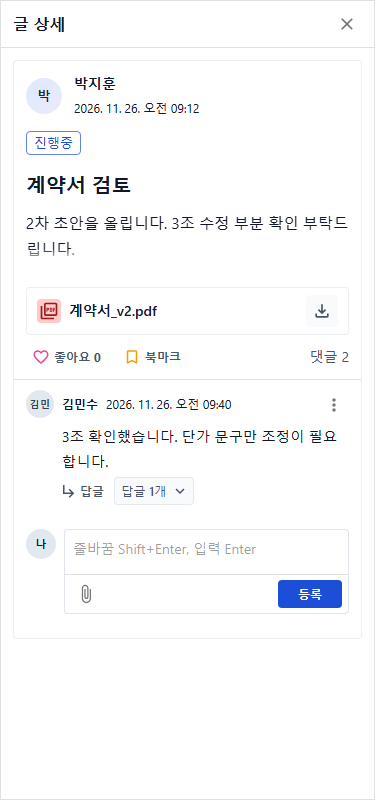 글 상세
박
박지훈
2026. 11. 26. 오전 09:12
진행중
계약서 검토
2차 초안을 올립니다. 3조 수정 부분 확인 부탁드
립니다.
PDF
계약서_v2.pdf
좋아요 0 북마크 댓글 2
김민 김민수 2026. 11. 26. 오전 09:40
3조 확인했습니다. 단가 문구만 조정이 필요
합니다.
답글 답글 1개
나
줄바꿈 Shift+Enter, 입력 Enter
등록